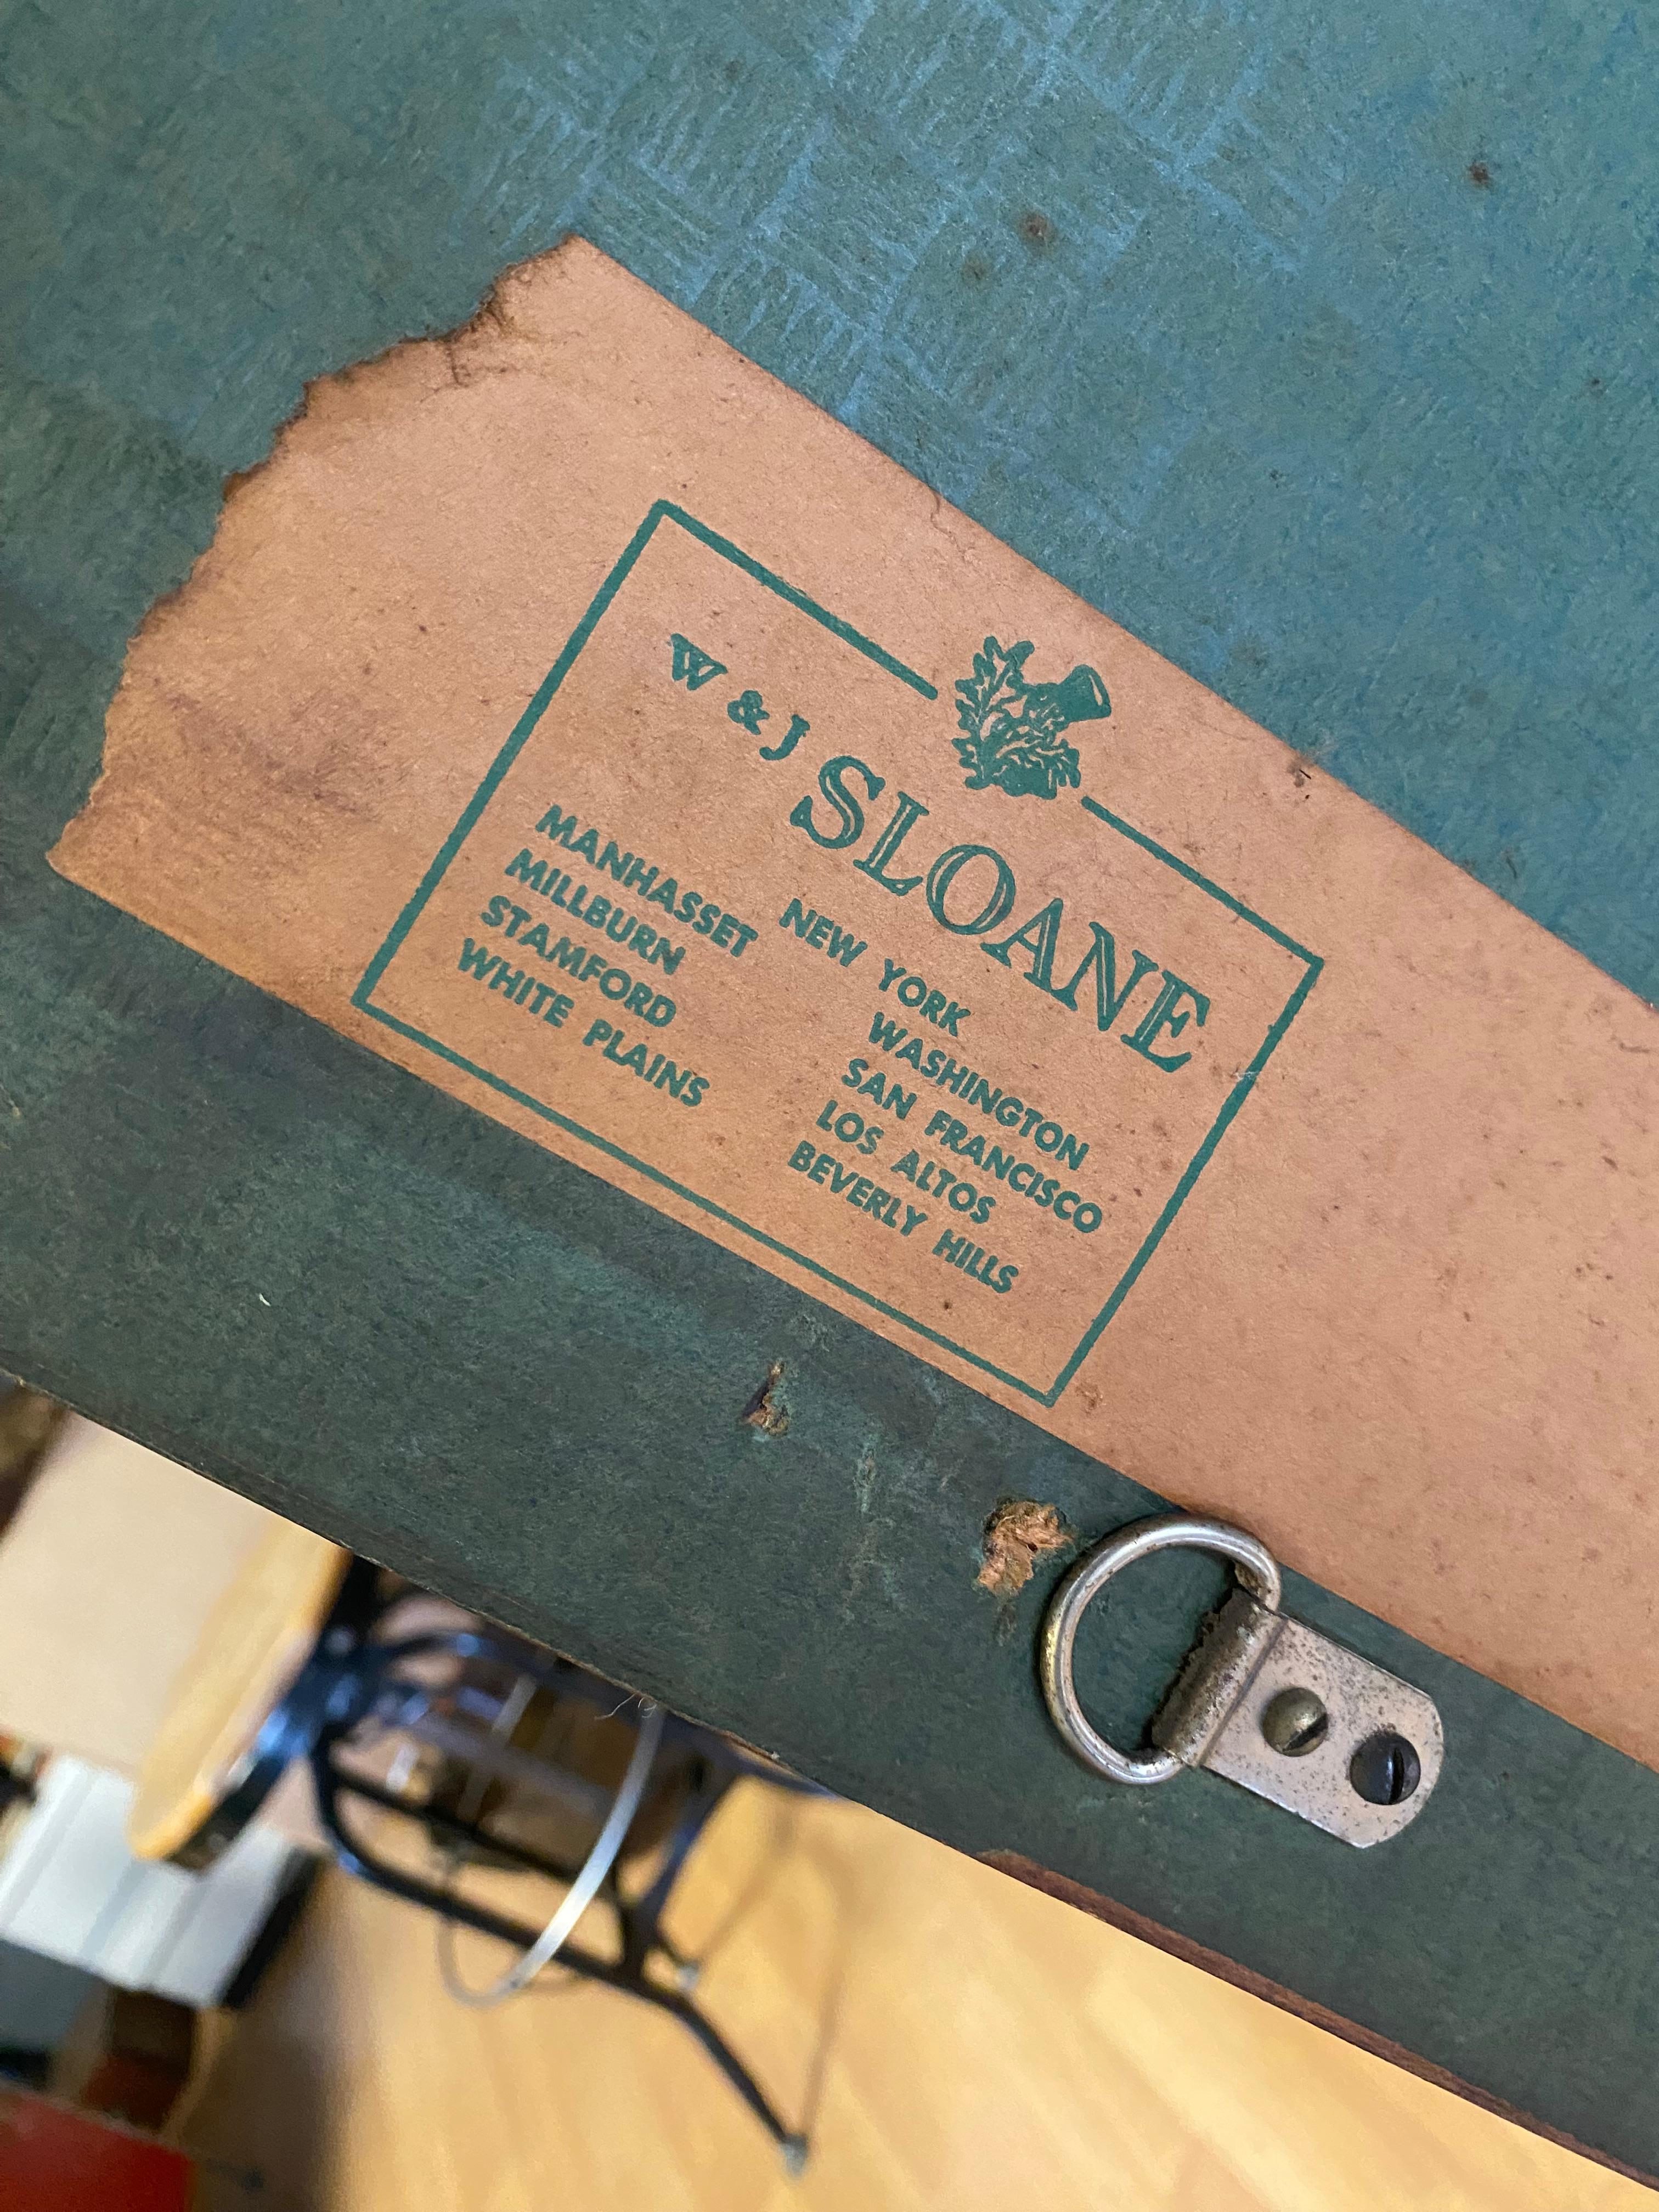 W & J SLOANE
NEW YORK
MANHASSET
MILLBURN
STAMFORD
WHITE PLAINS
WASHINGTON
SAN FRANCISCO
LOS ALTOS
BEVERLY HILLS